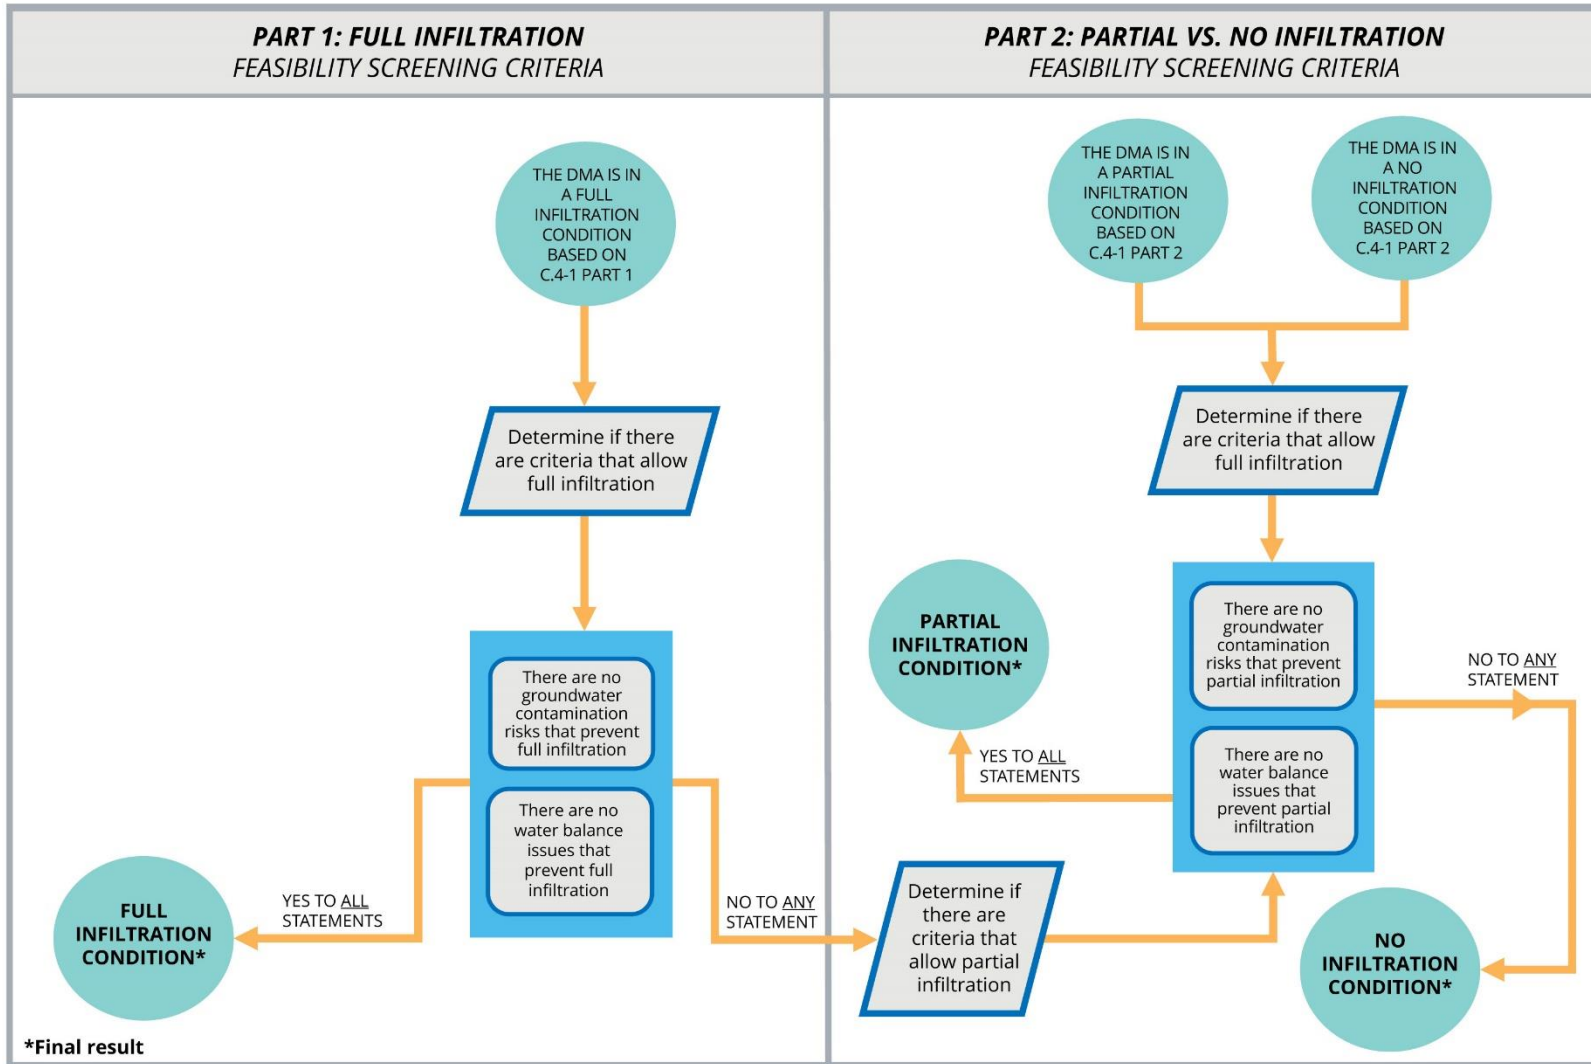 PART 1: FULL INFILTRATION
FEASIBILITY SCREENING CRITERIA
THE DMA IS IN
A FULL
INFILTRATION
CONDITION
BASED ON
C.4-1 PART 1
Determine if there
are criteria that allow
full infiltration
There are no
groundwater
contamination
risks that prevent
full infiltration
There are no
water balance
issues that
prevent full
infiltration
YES TO ALL
STATEMENTS
FULL
INFILTRATION
CONDITION*
NO TO ANY
STATEMENT
*Final result
PART 2: PARTIAL VS. NO INFILTRATION
FEASIBILITY SCREENING CRITERIA
THE DMA IS IN
A PARTIAL
INFILTRATION
CONDITION
BASED ON
C.4-1 PART 2
THE DMA IS IN
A NO
INFILTRATION
CONDITION
BASED ON
C.4-1 PART 2
Determine if there
are criteria that allow
full infiltration
There are no
groundwater
contamination
risks that prevent
partial infiltration
There are no
water balance
issues that
prevent partial
infiltration
PARTIAL
INFILTRATION
CONDITION*
YES TO ALL
STATEMENTS
NO TO ANY
STATEMENT
Determine if
there are
criteria that
allow partial
infiltration
NO
INFILTRATION
CONDITION*